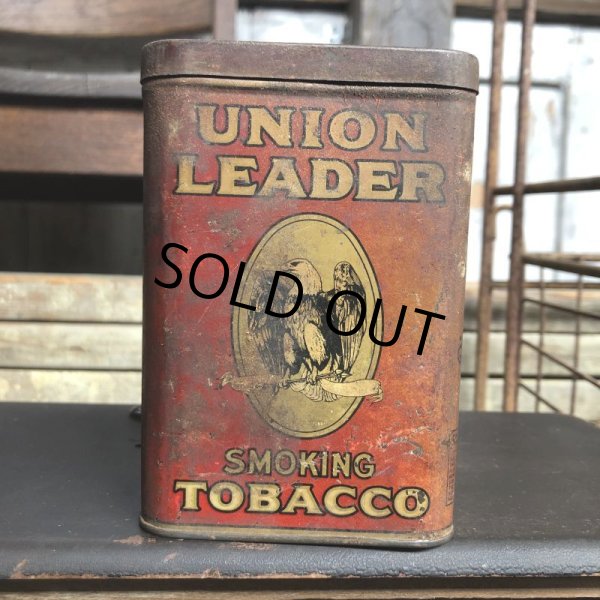 UNION
LEADER
SOLD OUT
SMOKING
TOBACCO